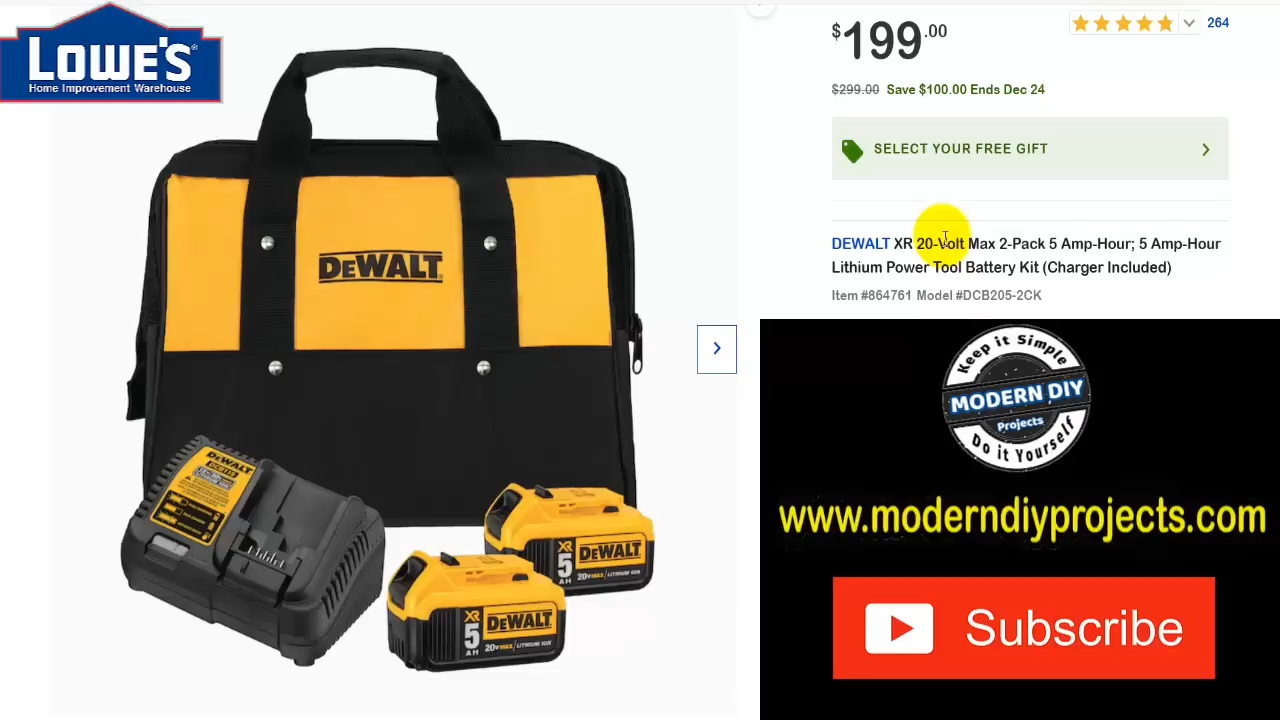 LOWE'S®
Home Improvement Warehouse
$199.00
264
$299.00 Save $100.00 Ends Dec 24
SELECT YOUR FREE GIFT
DEWALT XR 20-Volt Max 2-Pack 5 Amp-Hour; 5 Amp-Hour
Lithium Power Tool Battery Kit (Charger Included)
Item #864761 Model #DCB205-2CK
DEWALT
DEWALT
XR
5
AH
DEWALT
20V MAX LITHIUM ION
XR
5
AH
DEWALT
20V MAX LITHIUM ION
Keep it Simple
MODERN DIY
Projects
Do it Yourself
www.moderndiyprojects.com
Subscribe